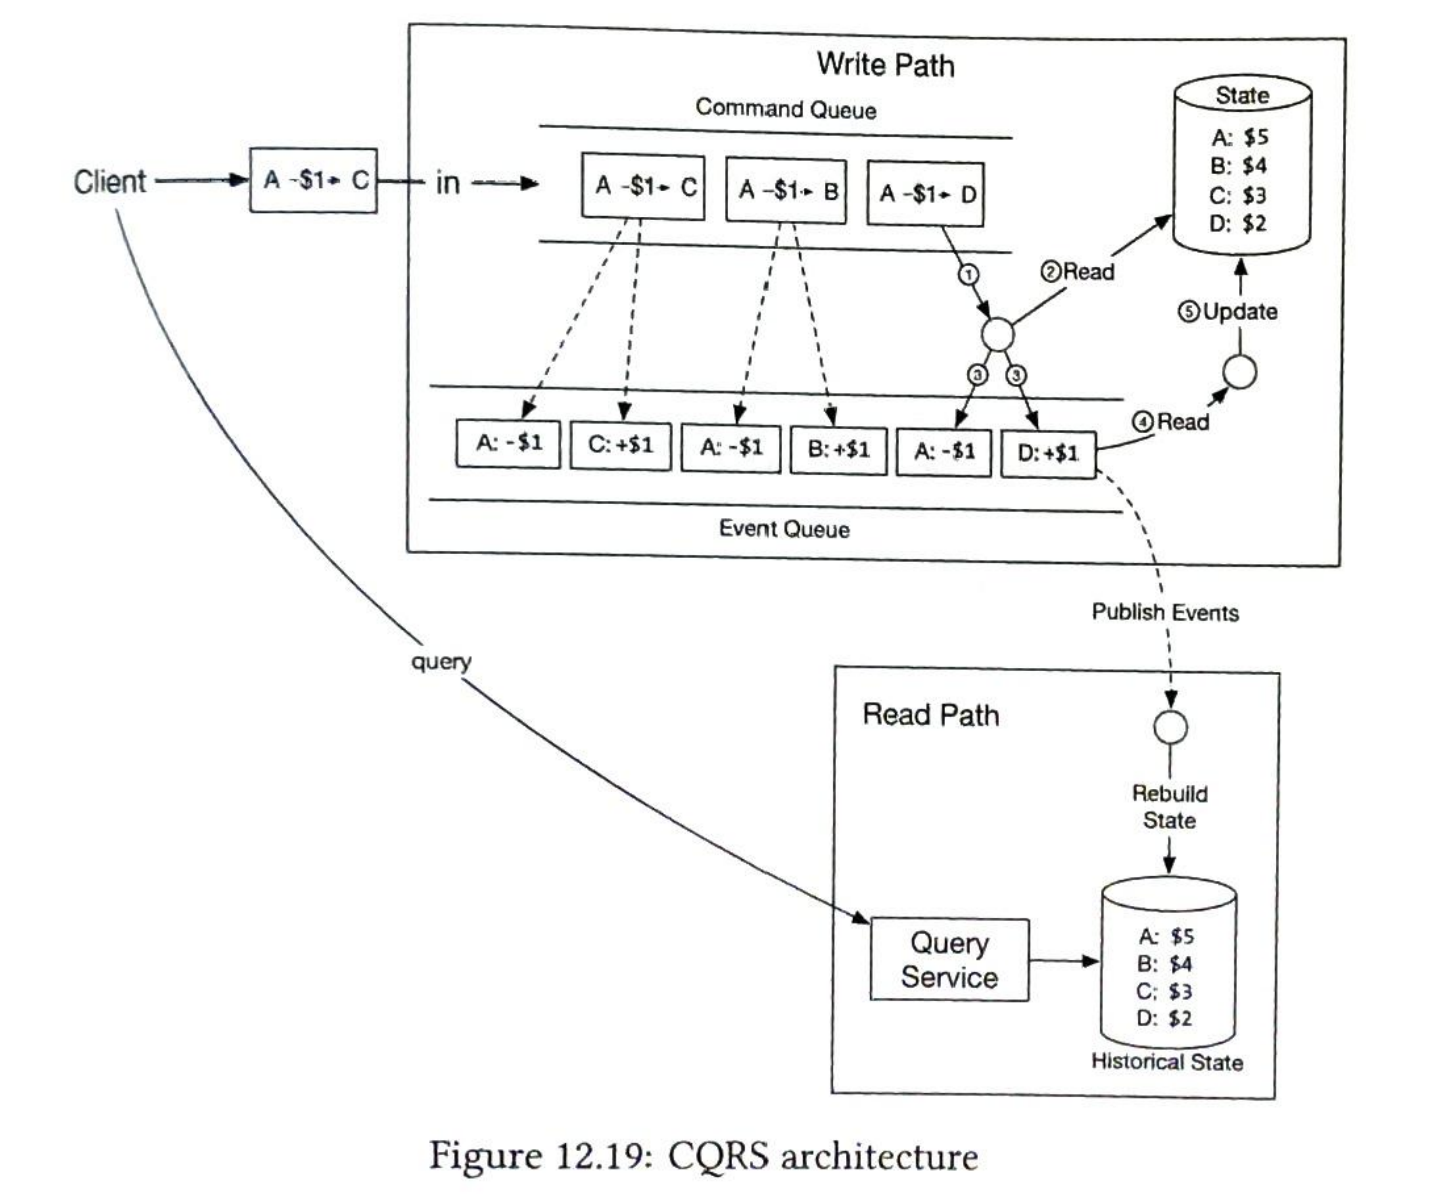 Write Path
Command Queue
State
A: $5
B: $4
C: $3
D: $2
Client
A -$1▸ C
in
A -$1▸ C
A -$1▸ B
A -$1▸ D
①
②Read
⑤Update
③
③
④Read
A: -$1
C: +$1
A: -$1
B: +$1
A: -$1
D: +$1
Event Queue
Publish Events
query
Read Path
Rebuild
State
Query
Service
A: $5
B: $4
C: $3
D: $2
Historical State
Figure 12.19: CQRS architecture